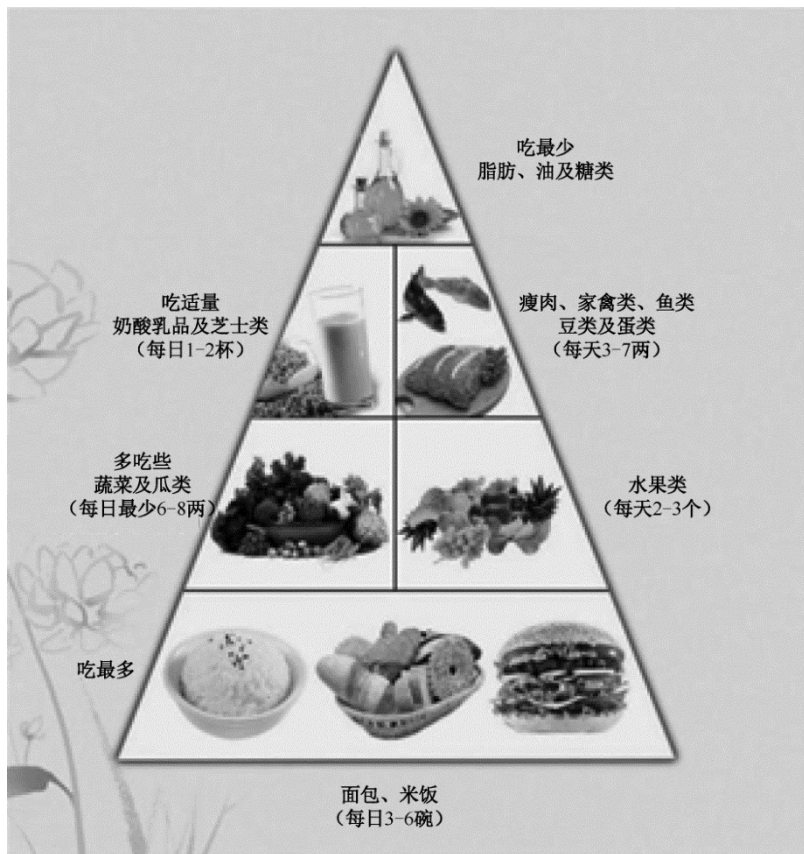 吃最少
脂肪、油及糖类
吃适量
奶酸乳品及芝士类
（每日1-2杯）
瘦肉、家禽类、鱼类
豆类及蛋类
（每天3-7两）
多吃些
蔬菜及瓜类
（每日最少6-8两）
水果类
（每天2-3个）
吃最多
面包、米饭
（每日3-6碗）